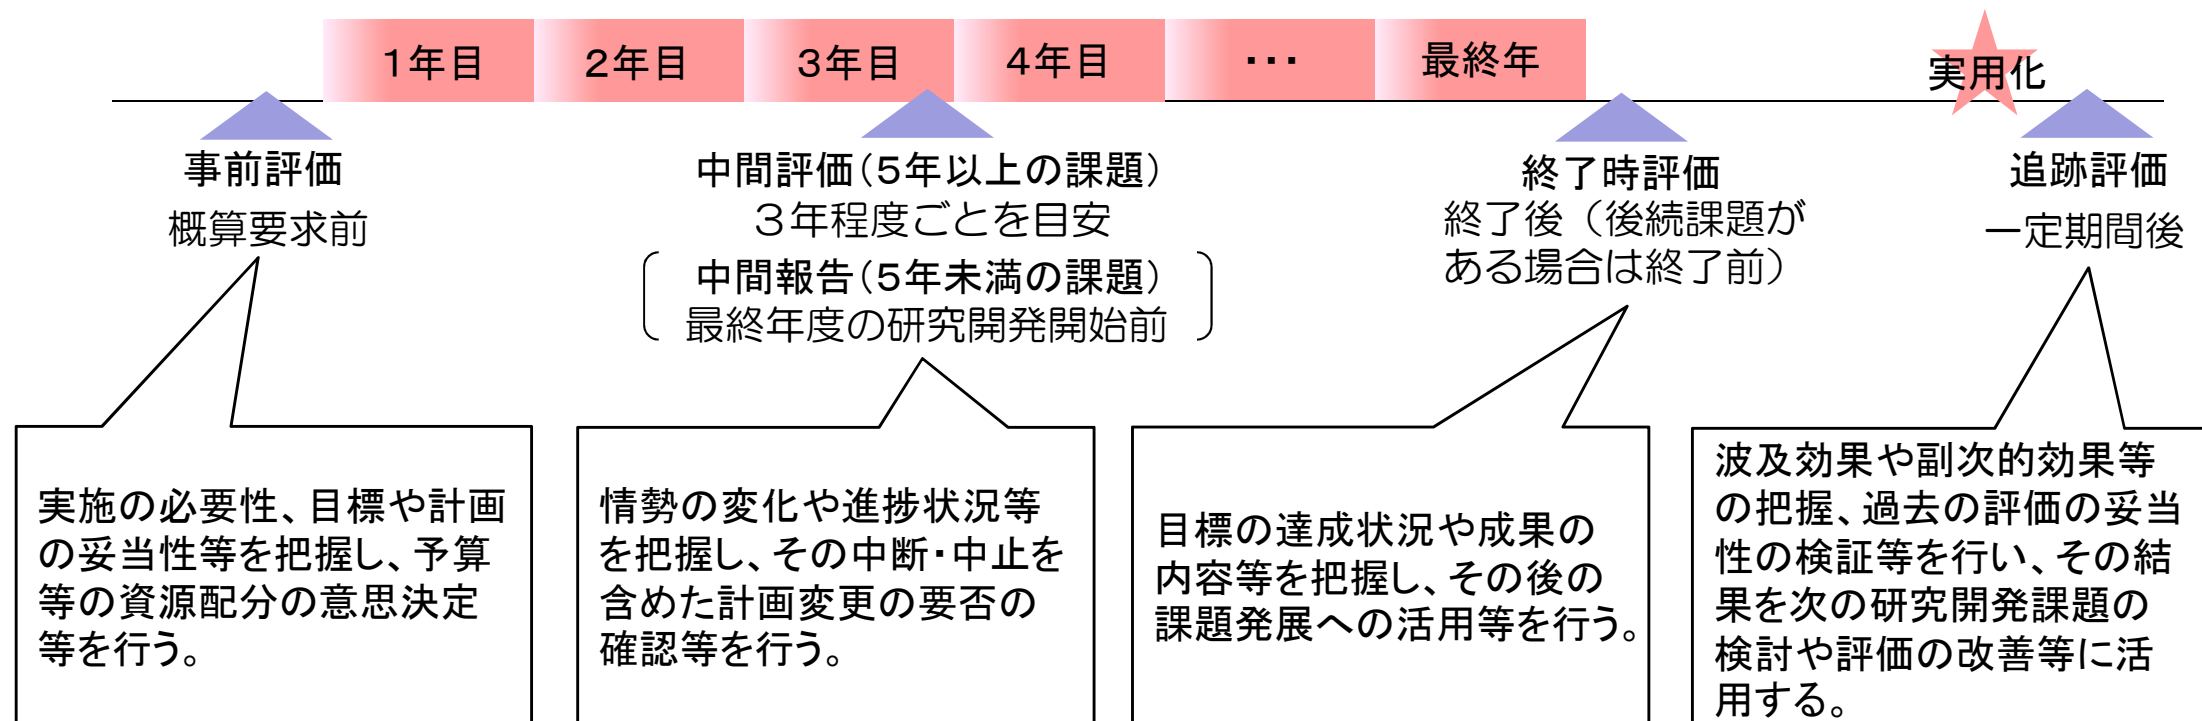 1年目
2年目
3年目
4年目
・・・
最終年
実用化
事前評価
概算要求前
中間評価(5年以上の課題)
3年程度ごとを目安
中間報告(5年未満の課題)
最終年度の研究開発開始前
終了時評価
終了後(後続課題が
ある場合は終了前)
追跡評価
一定期間後
実施の必要性、目標や計画
の妥当性等を把握し、予算
等の資源配分の意思決定
等を行う。
情勢の変化や進捗状況等
を把握し、その中断・中止を
含めた計画変更の要否の
確認等を行う。
目標の達成状況や成果の
内容等を把握し、その後の
課題発展への活用等を行う。
波及効果や副次的効果等
の把握、過去の評価の妥当
性の検証等を行い、その結
果を次の研究開発課題の
検討や評価の改善等に活
用する。